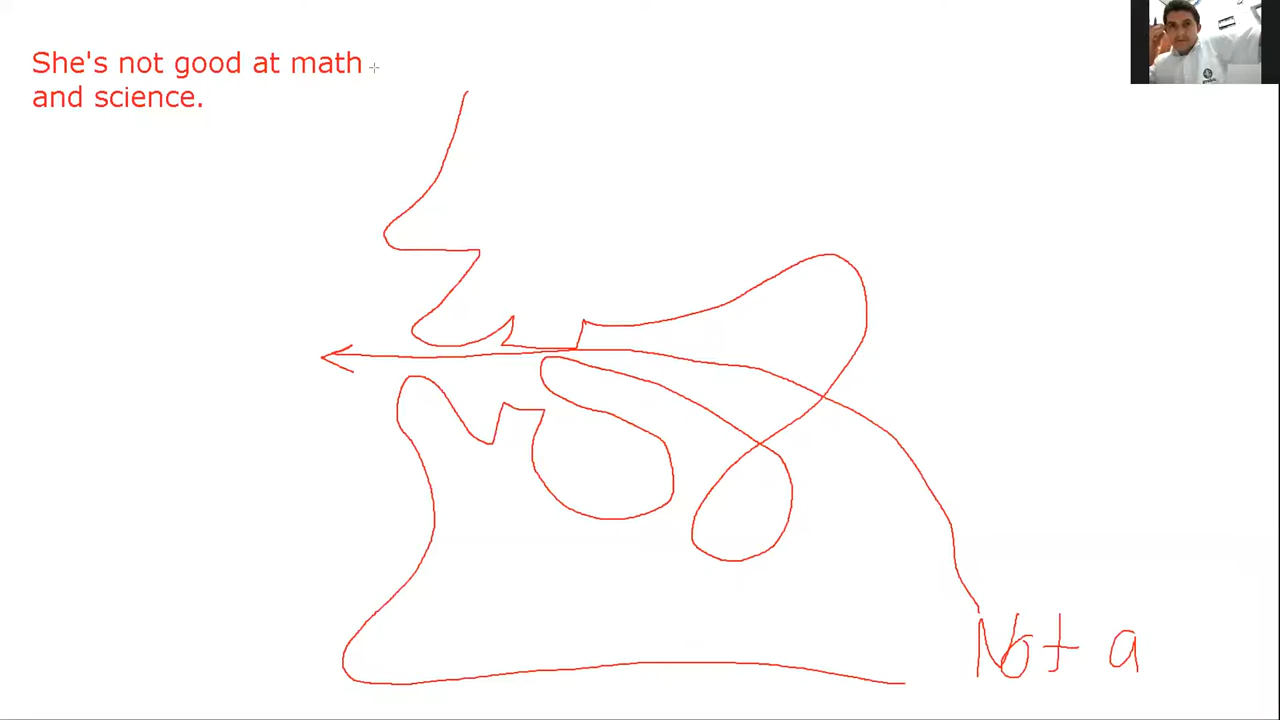 She's not good at math
and science.
Not a